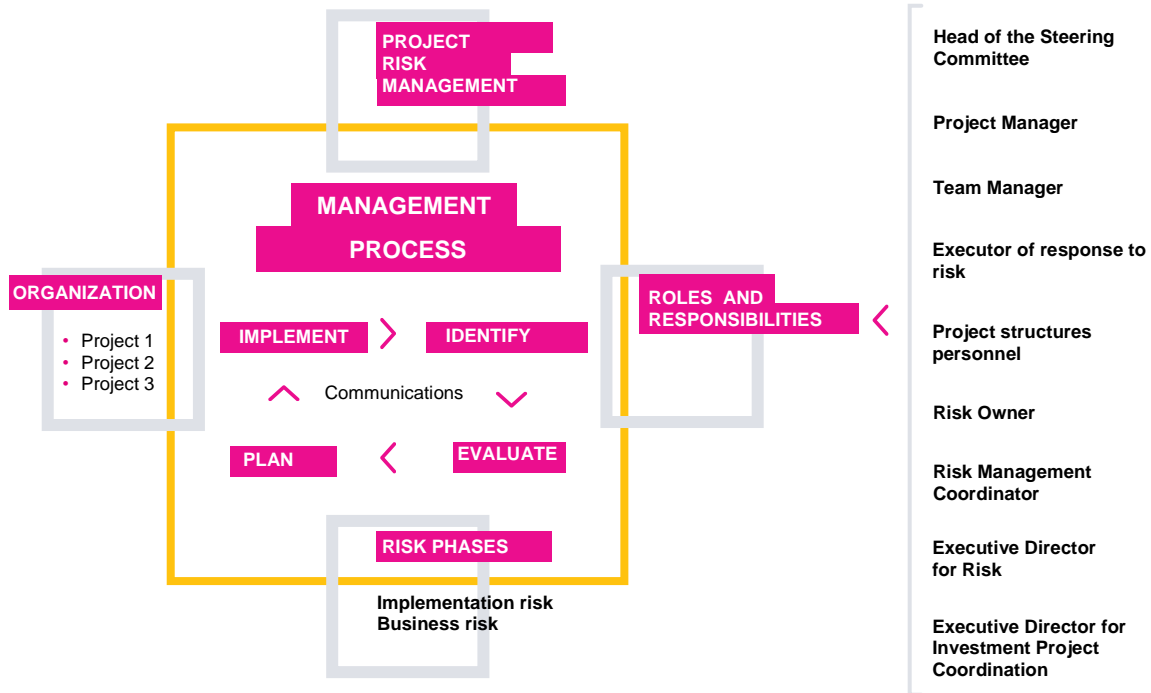 PROJECT
RISK
MANAGEMENT
MANAGEMENT
PROCESS
ORGANIZATION
• Project 1
• Project 2
• Project 3
IMPLEMENT
IDENTIFY
Communications
PLAN
EVALUATE
ROLES AND
RESPONSIBILITIES
RISK PHASES
Implementation risk
Business risk
Head of the Steering
Committee
Project Manager
Team Manager
Executor of response to
risk
Project structures
personnel
Risk Owner
Risk Management
Coordinator
Executive Director
for Risk
Executive Director for
Investment Project
Coordination